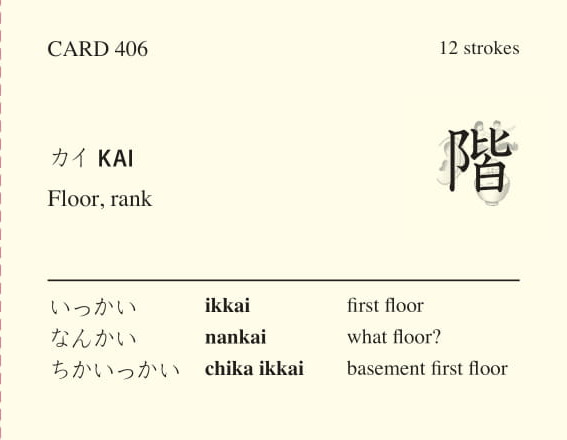 CARD 406 12 strokes
階
カイ KAI
Floor, rank
いっかい ikkai first floor
なんかい nankai what floor?
ちかいっかい chika ikkai basement first floor